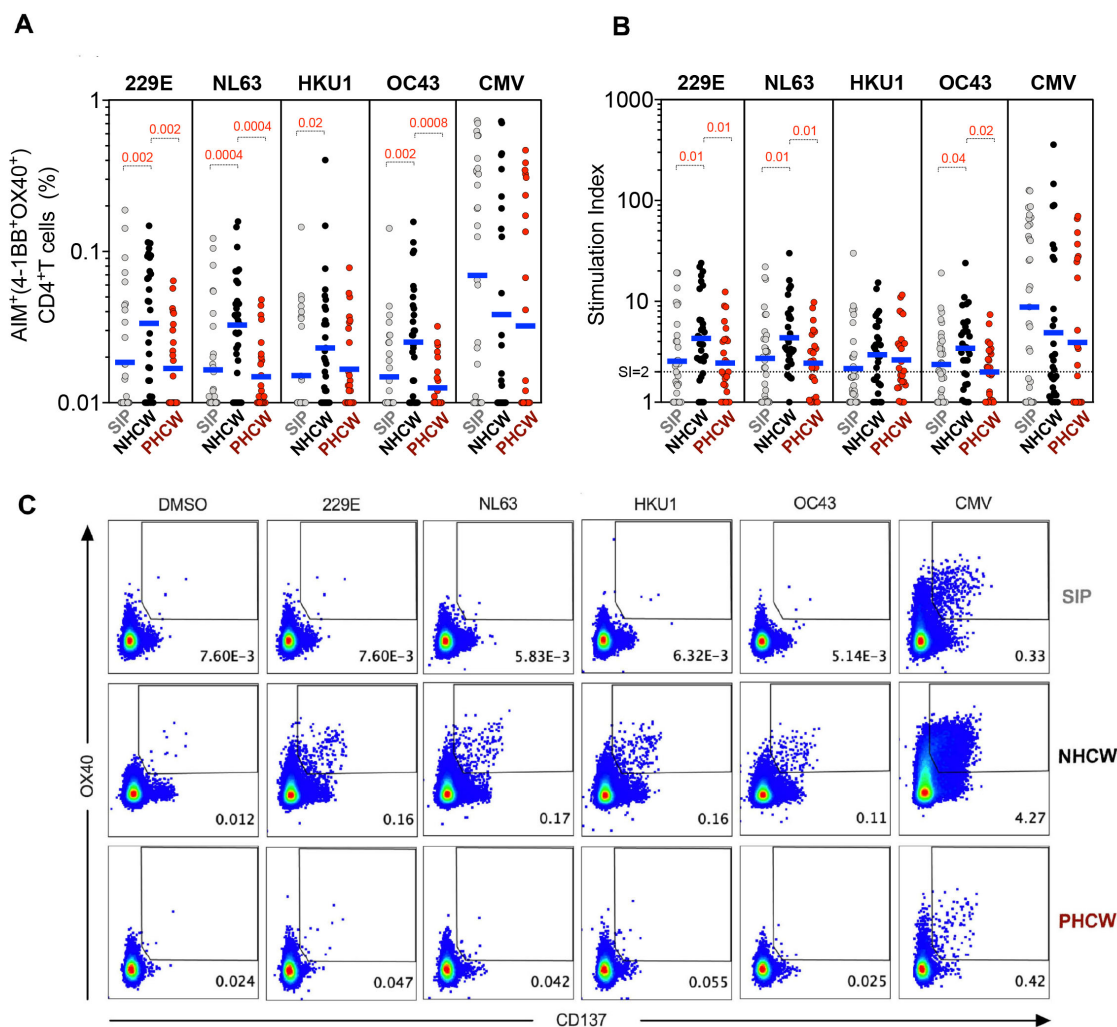 A
229E NL63 HKU1 OC43 CMV
AIM⁺(4-1BB⁺OX40⁺)
CD4⁺T cells (%)
1
0.1
0.01
0.002
0.002
0.0004
0.0004
0.02
0.002
0.0008
SIP NHCW PHCW SIP NHCW PHCW SIP NHCW PHCW SIP NHCW PHCW SIP NHCW PHCW
B
229E NL63 HKU1 OC43 CMV
Stimulation Index
1000
100
10
SI=2
1
0.01
0.01
0.01
0.01
0.04
0.02
SIP NHCW PHCW SIP NHCW PHCW SIP NHCW PHCW SIP NHCW PHCW SIP NHCW PHCW
C
DMSO 229E NL63 HKU1 OC43 CMV
7.60E-3 7.60E-3 5.83E-3 6.32E-3 5.14E-3 0.33
SIP
0.012 0.16 0.17 0.16 0.11 4.27
NHCW
0.024 0.047 0.042 0.055 0.025 0.42
PHCW
OX40
CD137